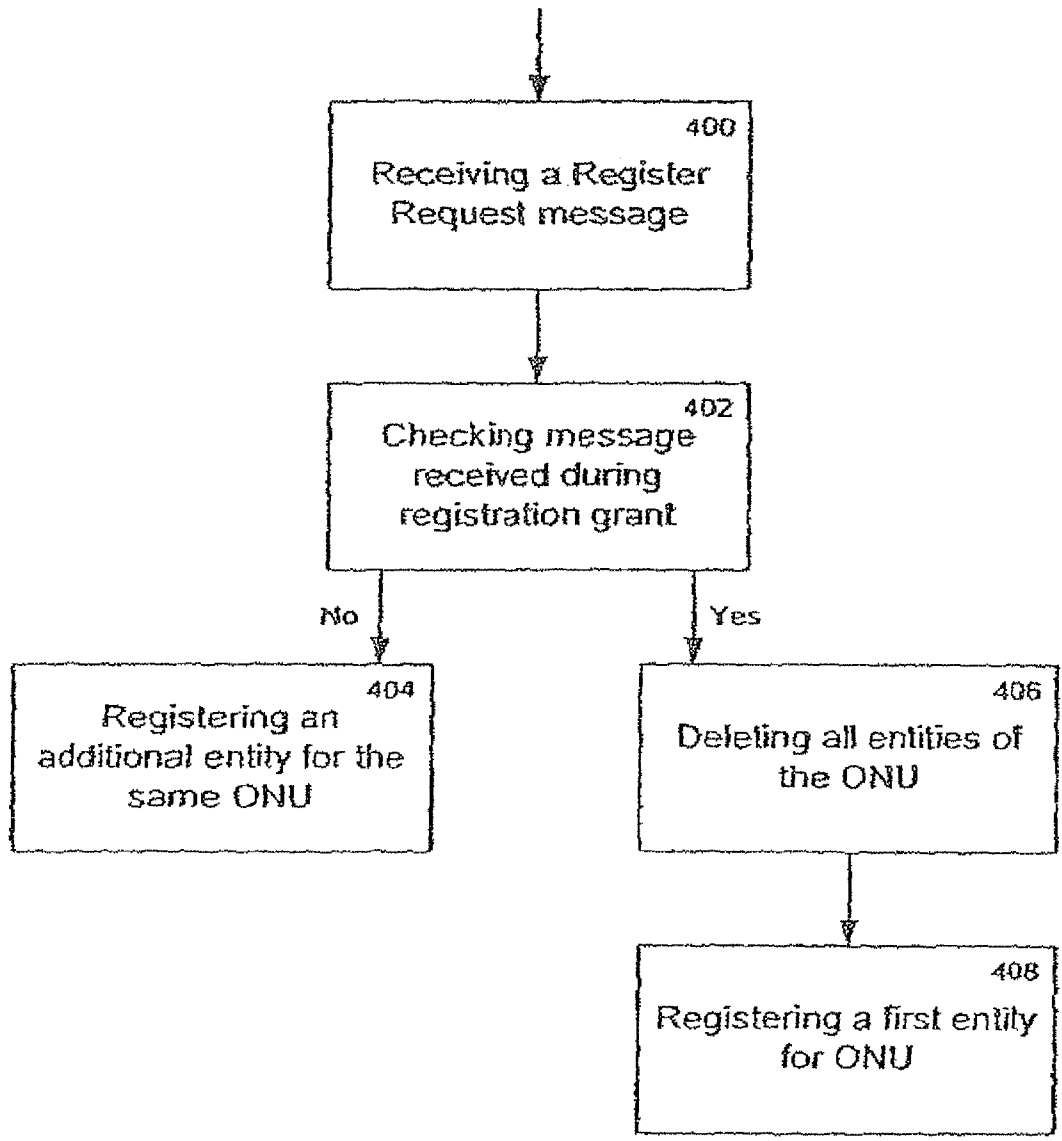 400
Receiving a Register
Request message
402
Checking message
received during
registration grant
No
Yes
404
Registering an
additional entity for the
same ONU
406
Deleting all entities of
the ONU
408
Registering a first entity
for ONU